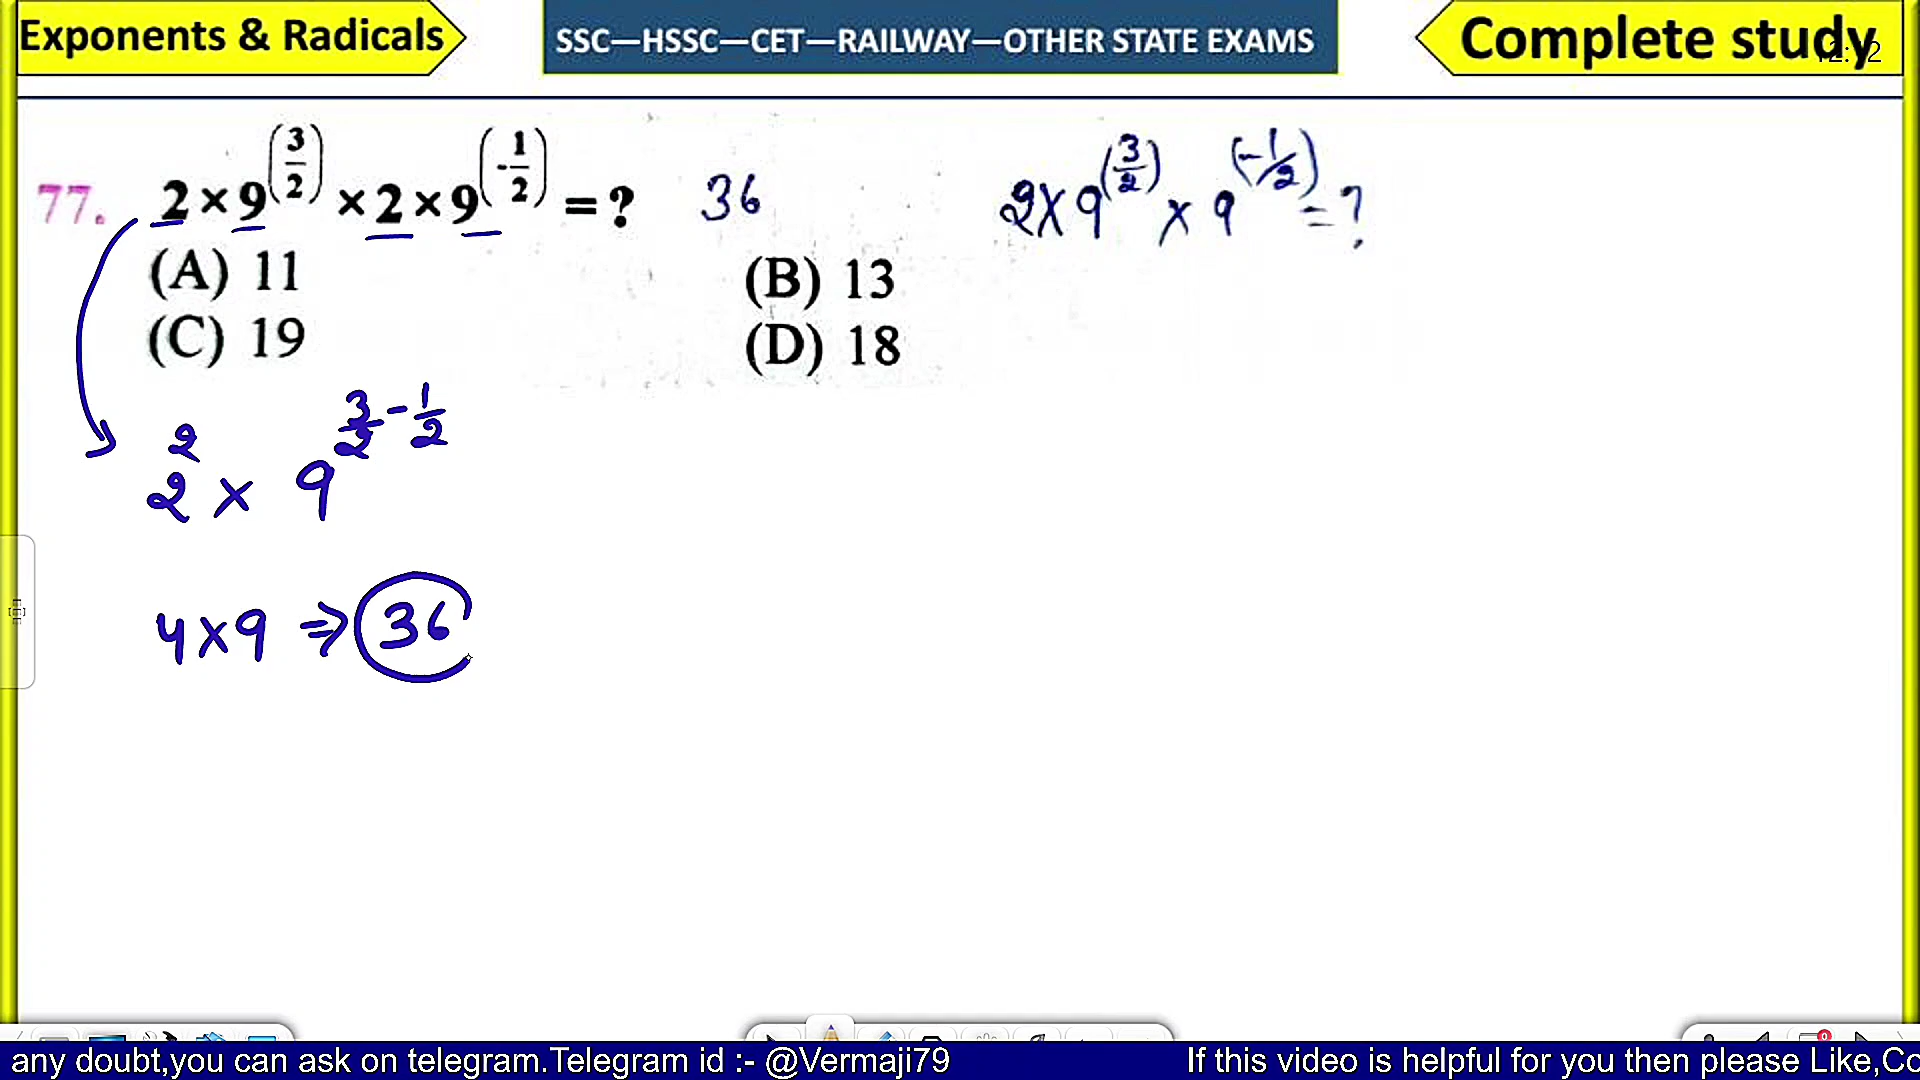 Exponents & Radicals
SSC—HSSC—CET—RAILWAY—OTHER STATE EXAMS
Complete study
12:12
77. 2 × 9^(3/2) × 2 × 9^(-1/2) = ? 36
2 × 9^(3/2) × 9^(-1/2) = ?
(A) 11 (B) 13
(C) 19 (D) 18
2^2 × 9^(3/2 - 1/2)
4 × 9 ⇒ 36
any doubt,you can ask on telegram.Telegram id :- @Vermaji79 If this video is helpful for you then please Like,Co